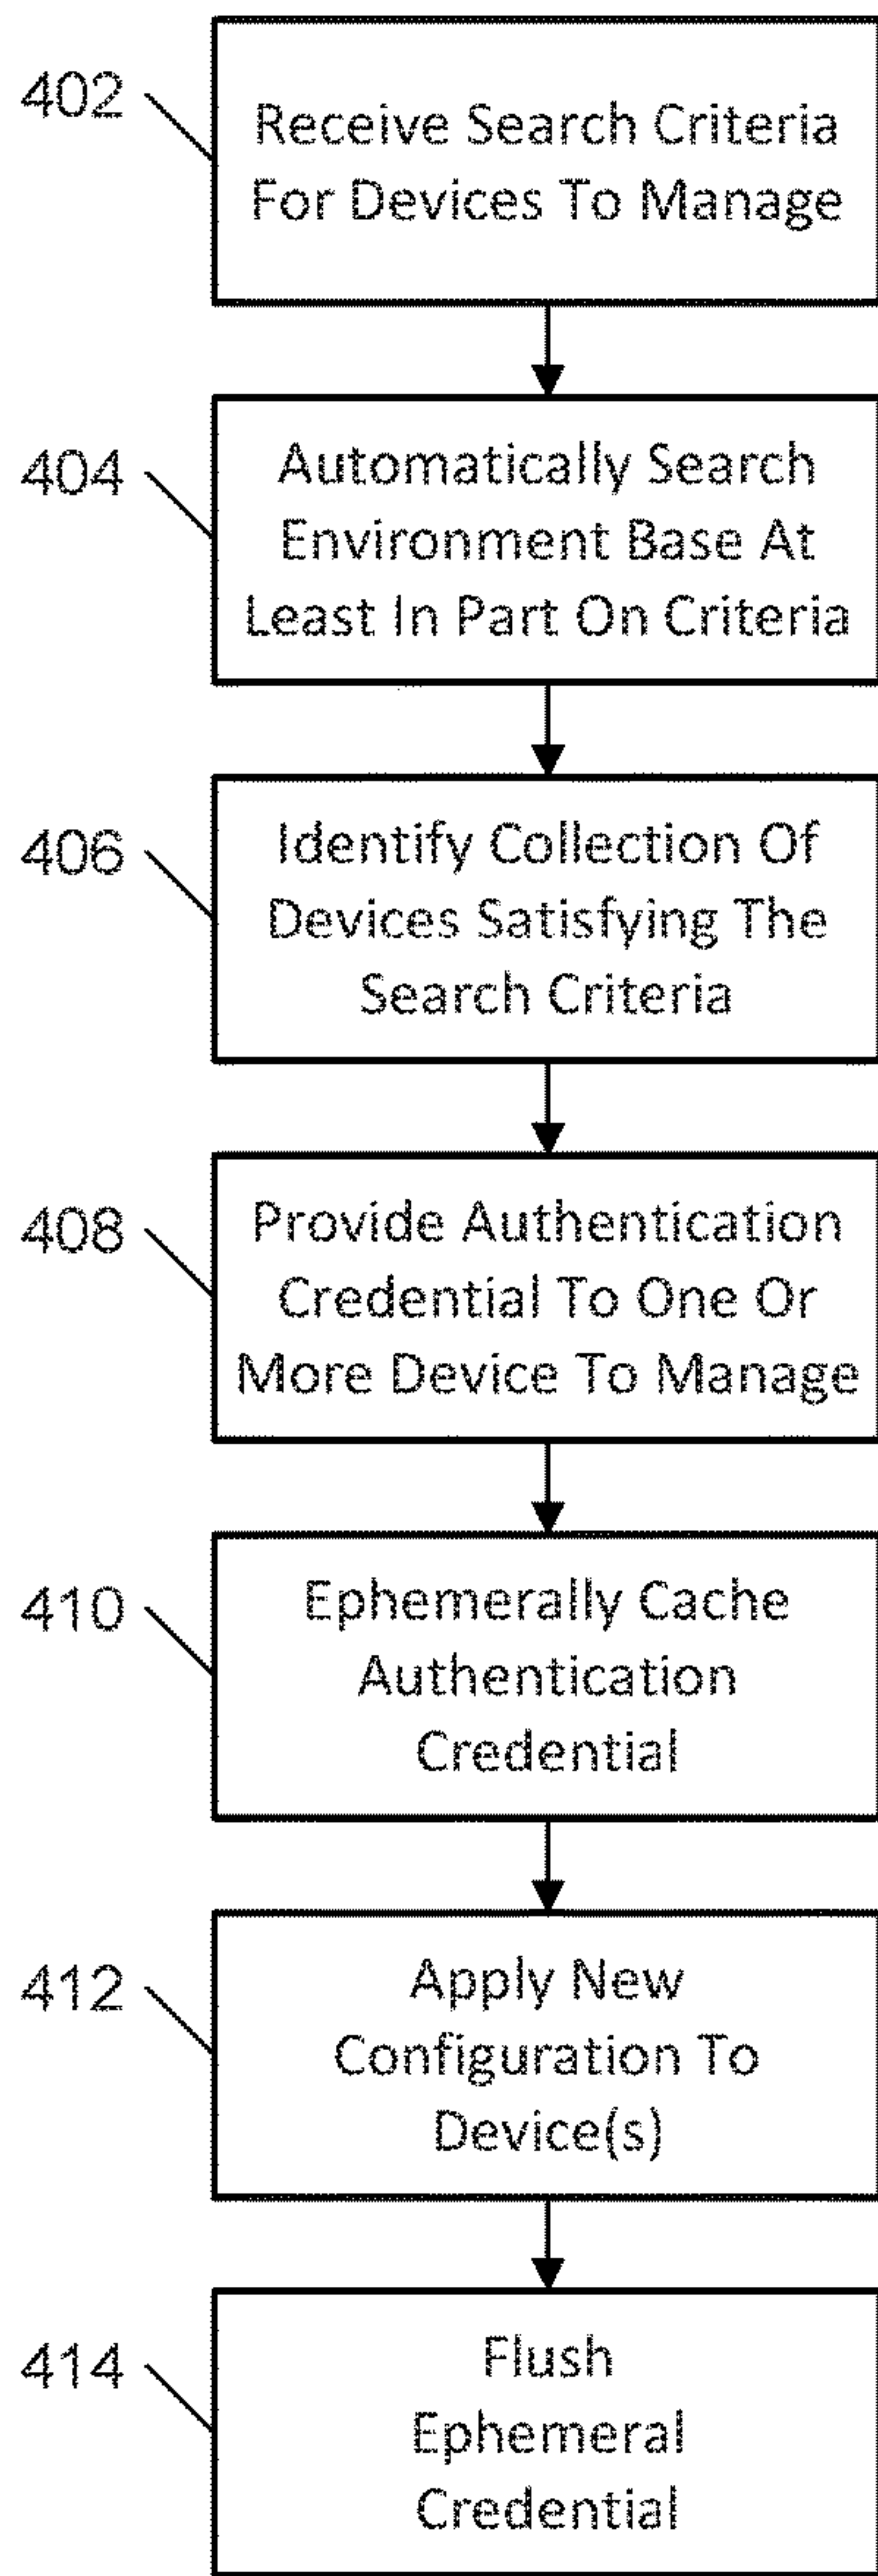 402
Receive Search Criteria
For Devices To Manage
404
Automatically Search
Environment Base At
Least In Part On Criteria
406
Identify Collection Of
Devices Satisfying The
Search Criteria
408
Provide Authentication
Credential To One Or
More Device To Manage
410
Ephemerally Cache
Authentication
Credential
412
Apply New
Configuration To
Device(s)
414
Flush
Ephemeral
Credential